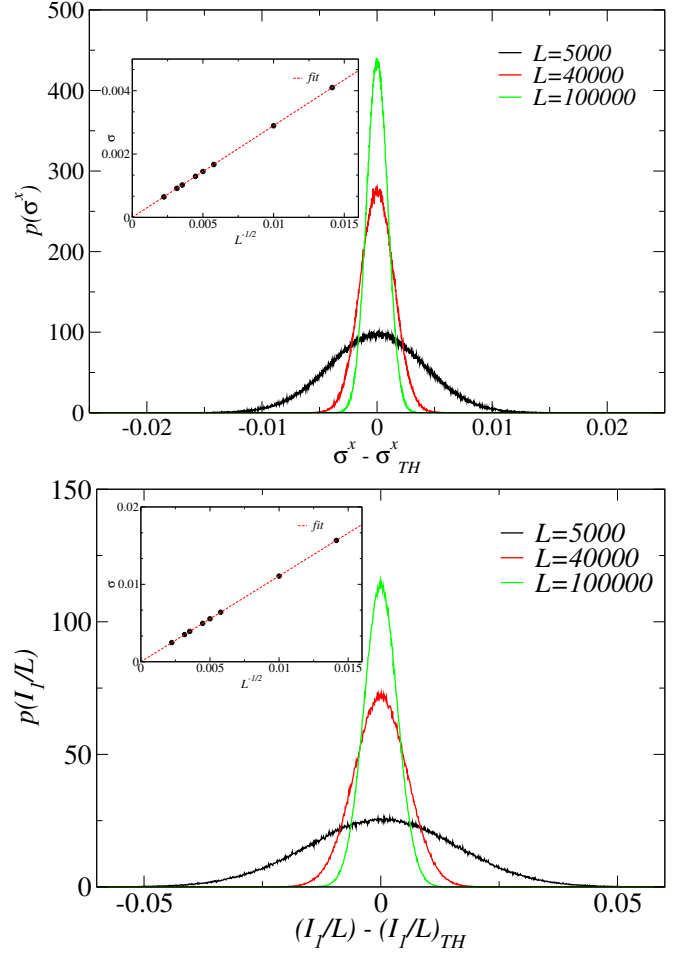 500
400
300
200
100
0
p(σ^x)
-0.02
-0.01
0
0.01
0.02
σ^x - σ^x_TH
L=5000
L=40000
L=100000
0.004
0.002
0
σ
0
0.005
0.01
0.015
L^-1/2
fit
150
100
50
0
p(I_1/L)
-0.05
0
0.05
(I_1/L) - (I_1/L)_TH
L=5000
L=40000
L=100000
0.02
0.01
0
σ
0
0.005
0.01
0.015
L^-1/2
fit